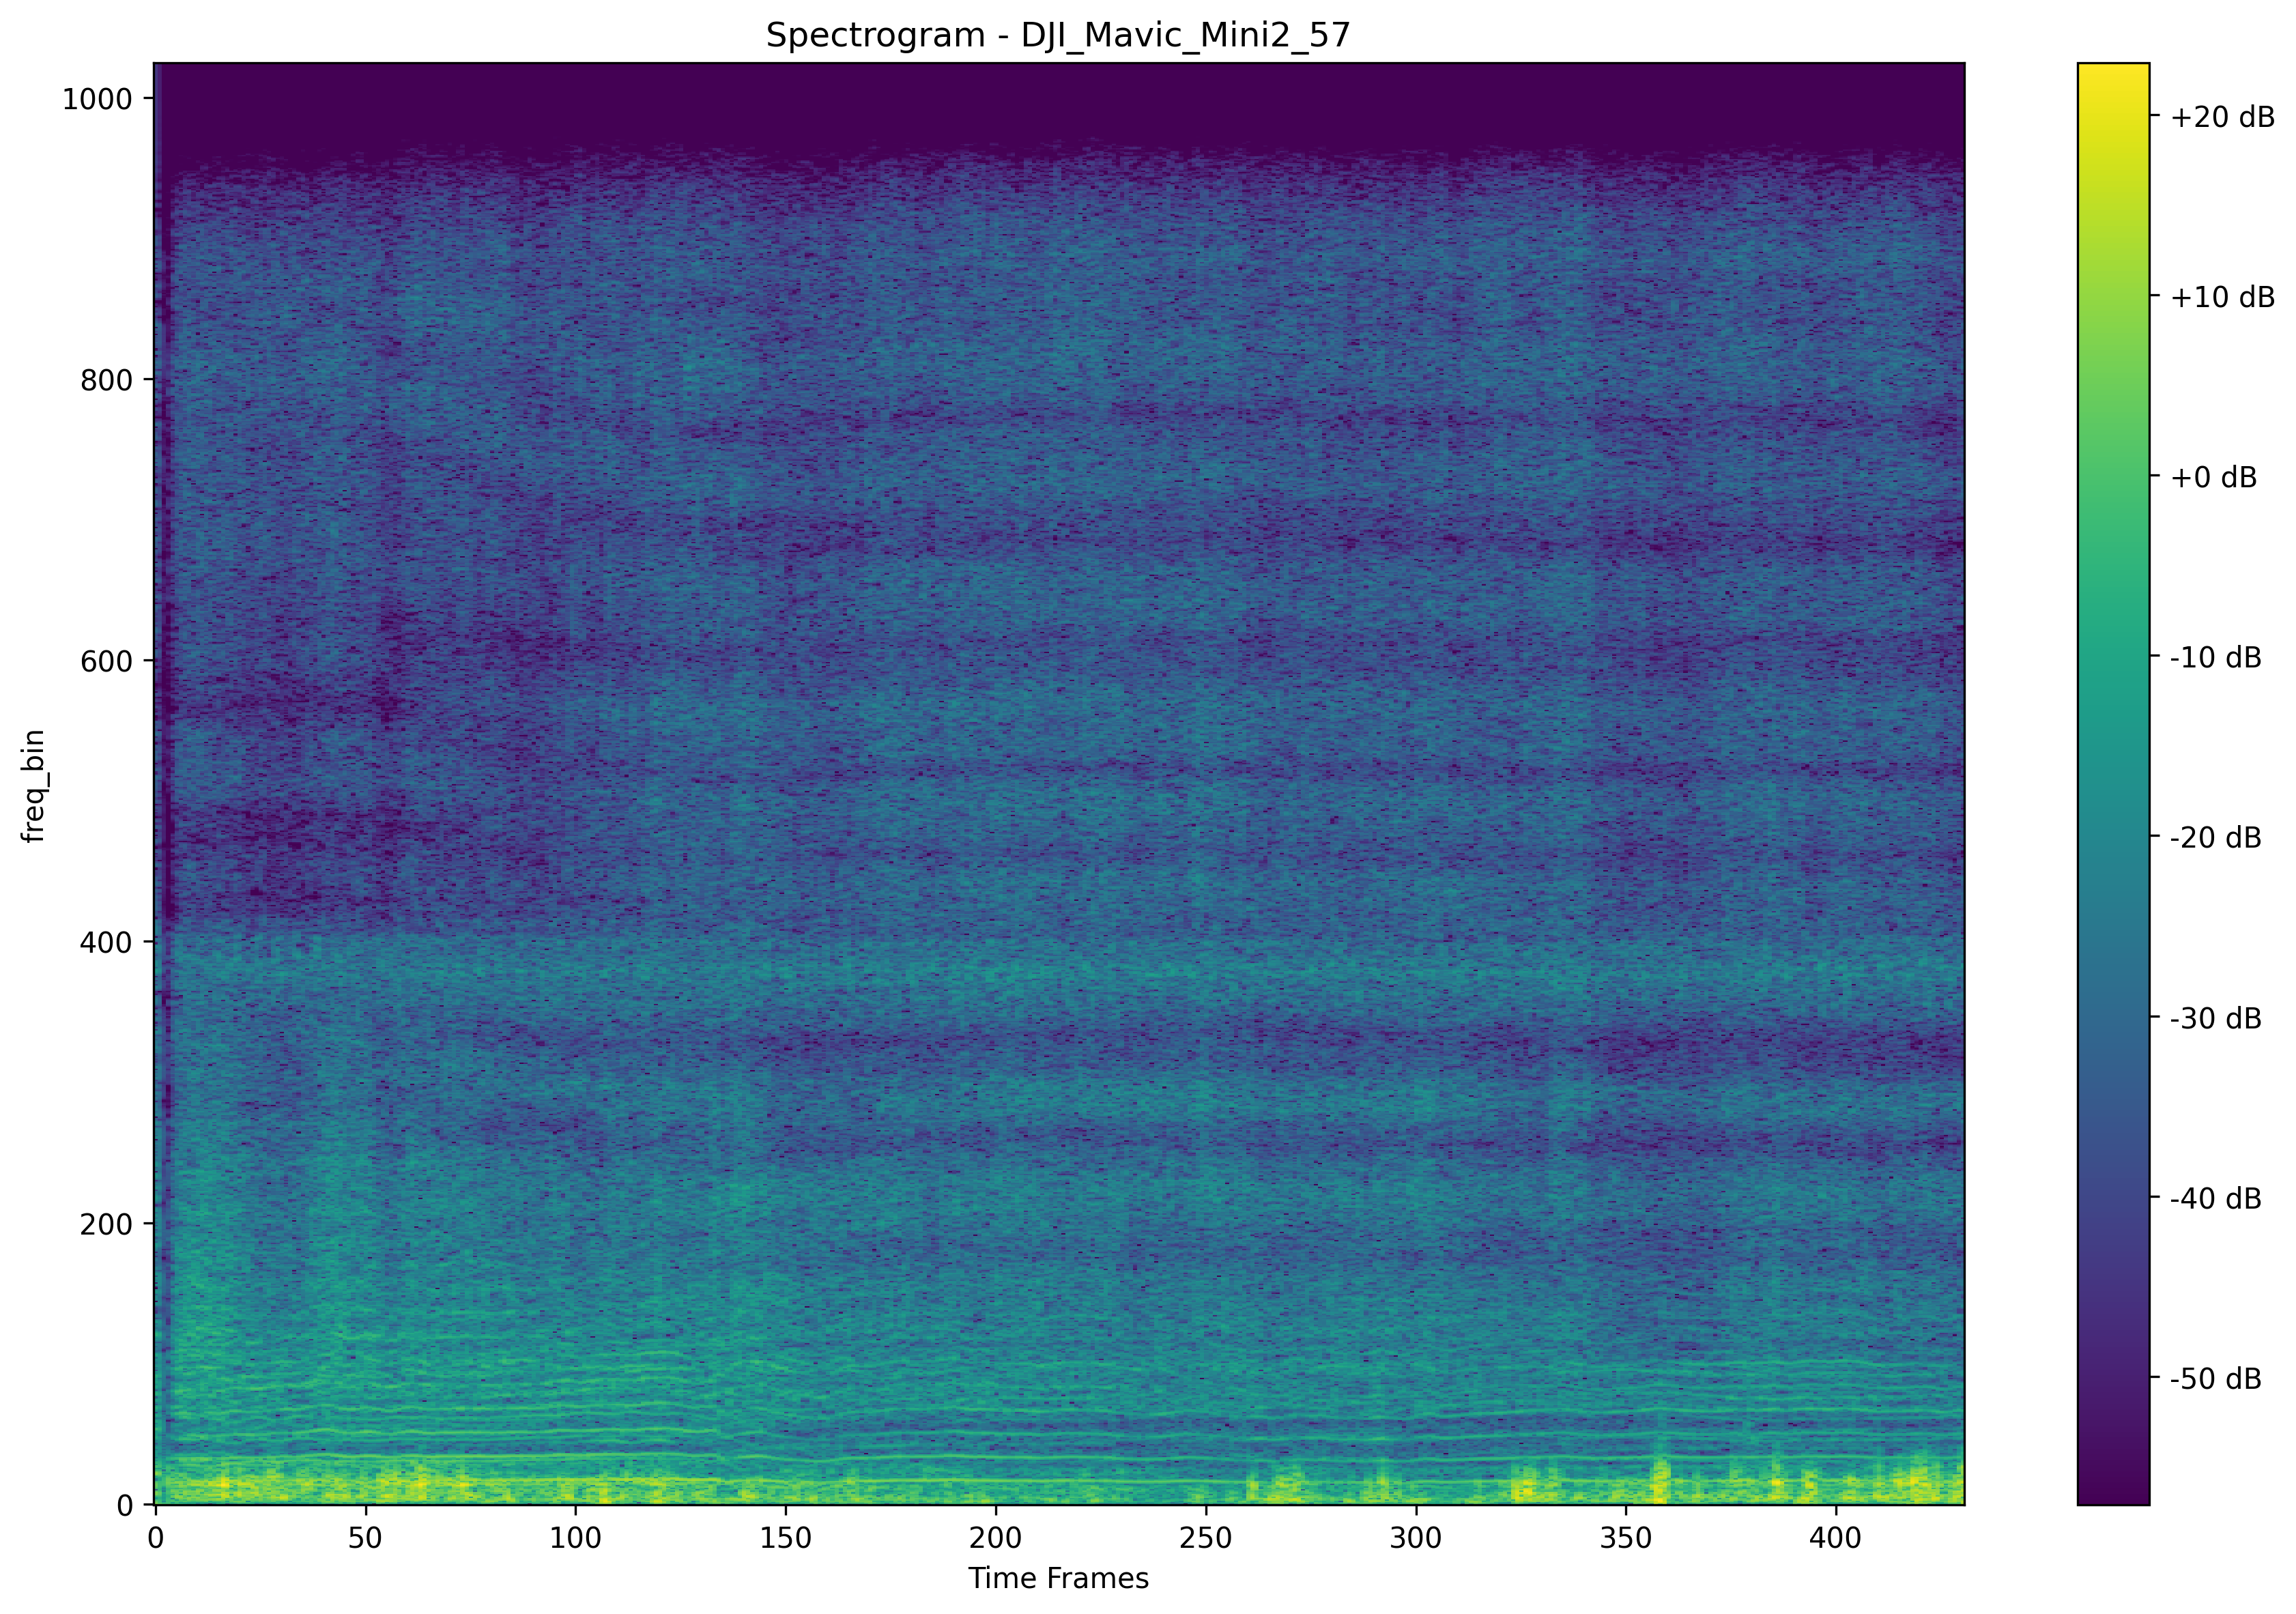 Spectrogram - DJI_Mavic_Mini2_57
1000
800
600
400
200
0
freq_bin
0 50 100 150 200 250 300 350 400
Time Frames
+20 dB
+10 dB
+0 dB
-10 dB
-20 dB
-30 dB
-40 dB
-50 dB